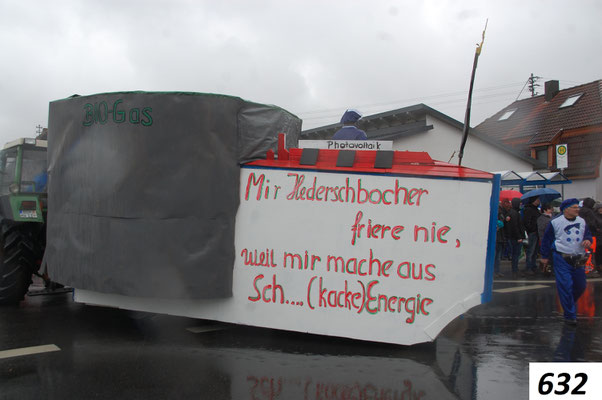 BIO-Gas
Photovoltaik
Mir Hederschbocher
friere nie,
weil mir mache aus
Sch.... (kacke) Energie
632